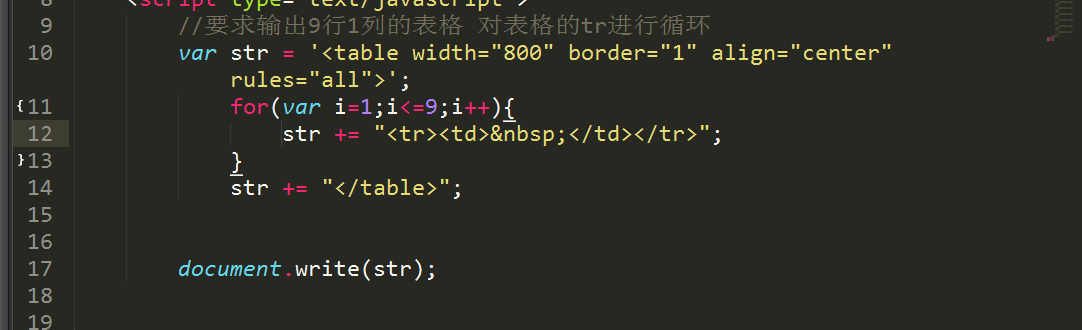 8 <script type="text/javascript">
9 //要求输出9行1列的表格 对表格的tr进行循环
10 var str = '<table width="800" border="1" align="center"
rules="all">';
{11 for(var i=1;i<=9;i++){
12 str += "<tr><td>&nbsp;</td></tr>";
}13 }
14 str += "</table>";
15
16
17 document.write(str);
18
19